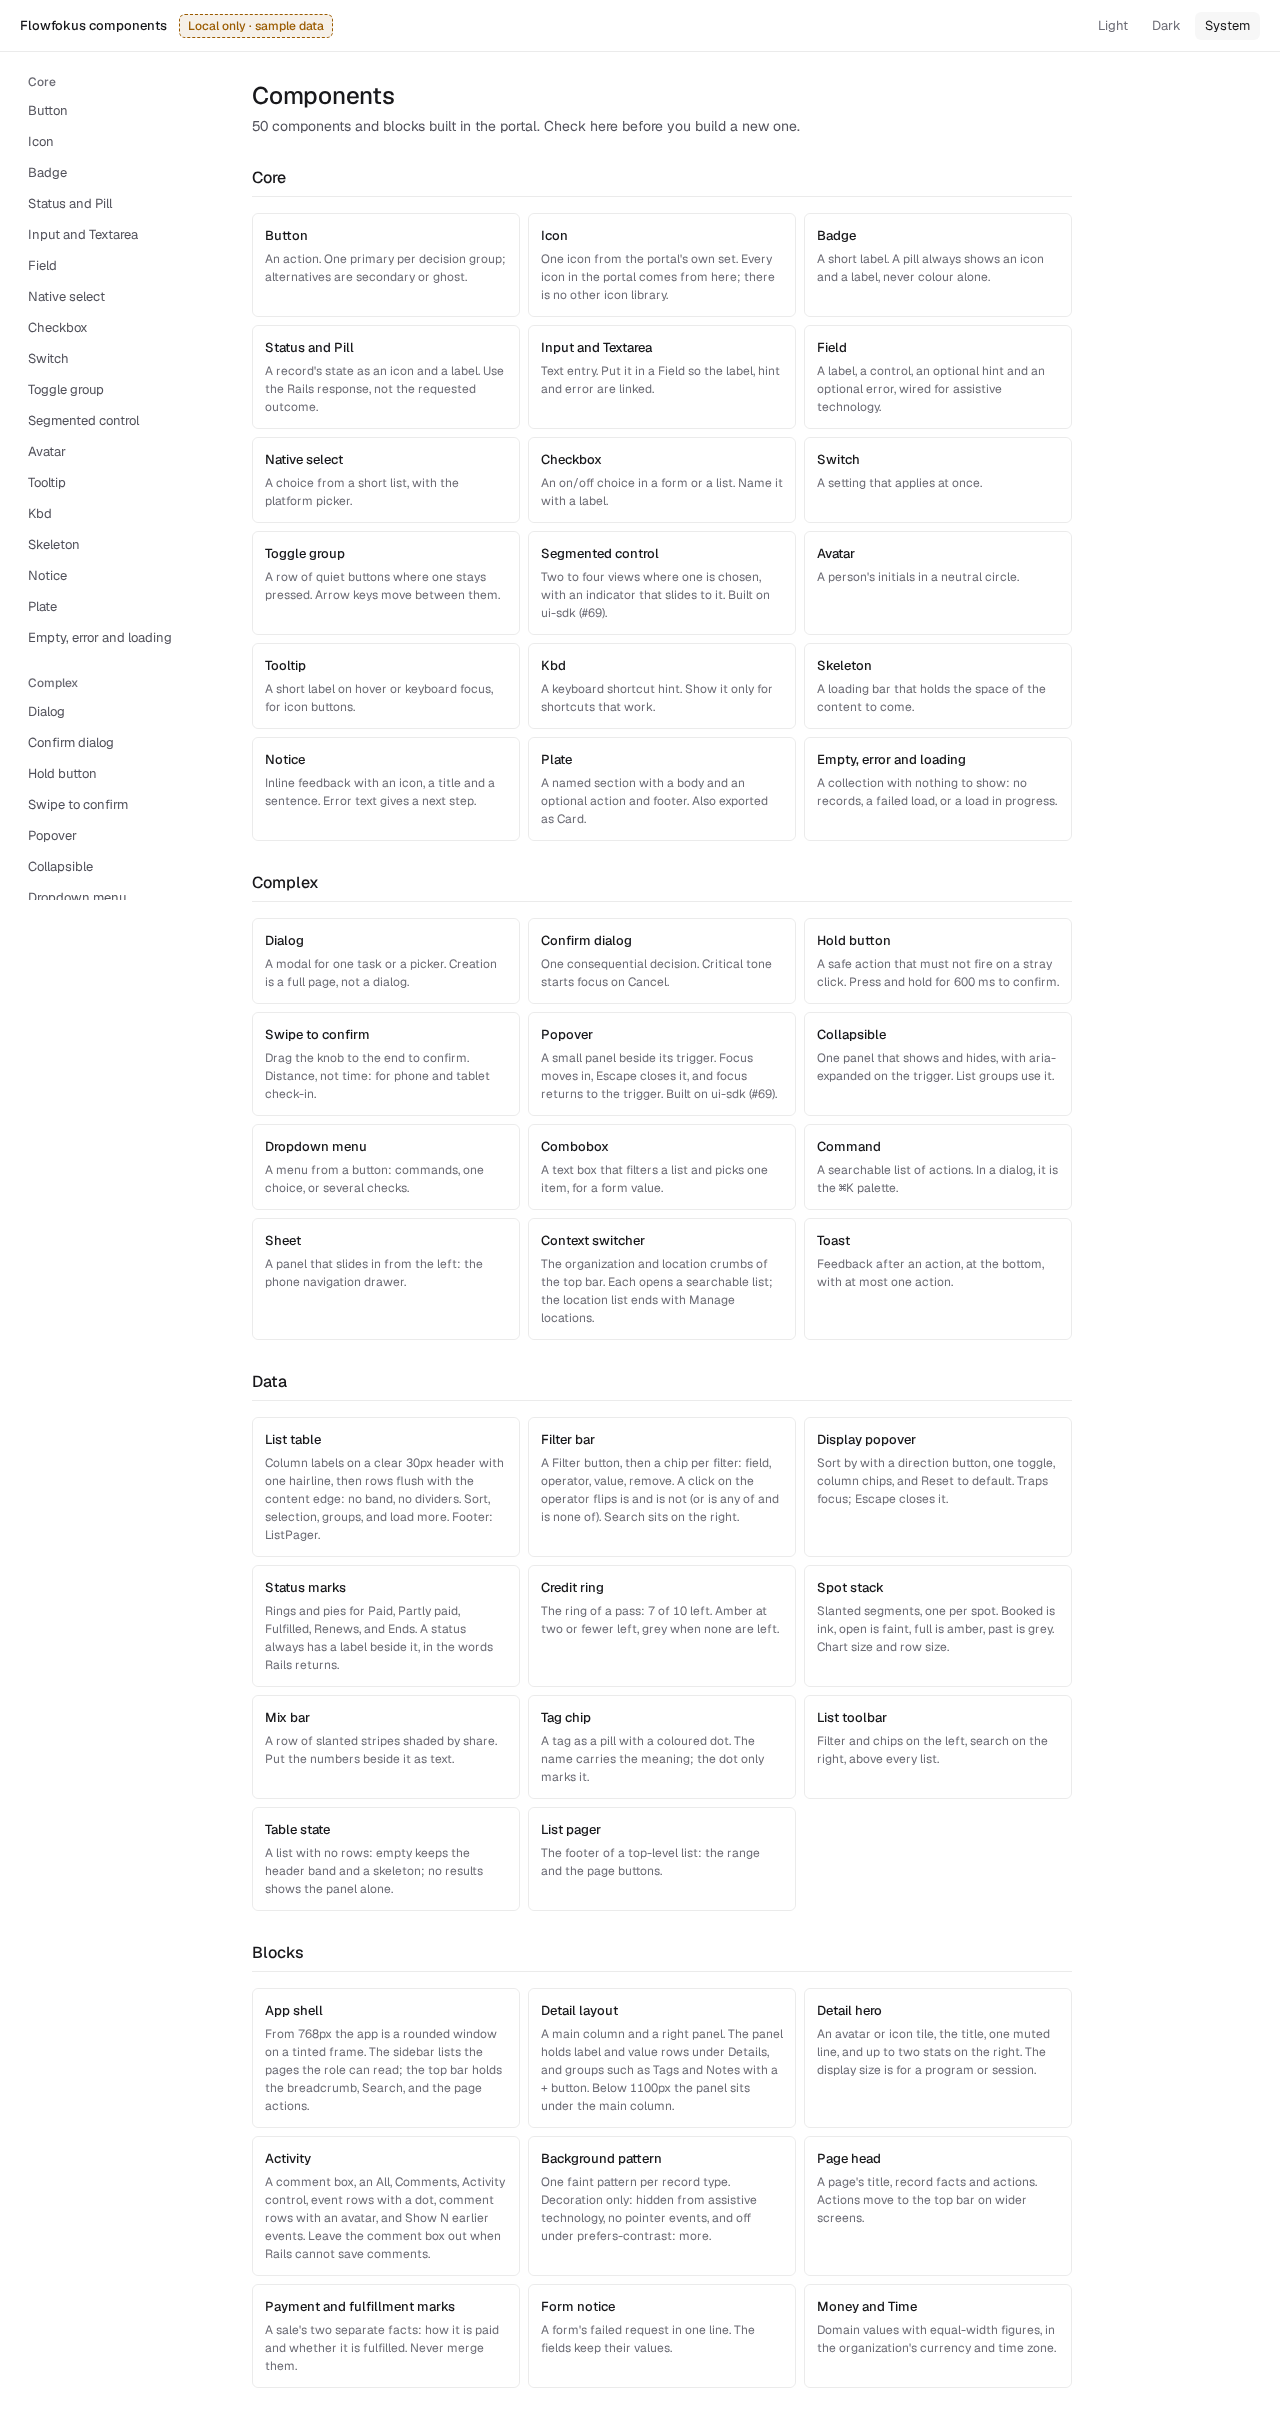 Flowfokus components
Local only · sample data
Light
Dark
System
Core
Button
Icon
Badge
Status and Pill
Input and Textarea
Field
Native select
Checkbox
Switch
Toggle group
Segmented control
Avatar
Tooltip
Kbd
Skeleton
Notice
Plate
Empty, error and loading
Complex
Dialog
Confirm dialog
Hold button
Swipe to confirm
Popover
Collapsible
Dropdown menu
Components
50 components and blocks built in the portal. Check here before you build a new one.
Core
Button
An action. One primary per decision group;
alternatives are secondary or ghost.
Icon
One icon from the portal's own set. Every
icon in the portal comes from here; there
is no other icon library.
Badge
A short label. A pill always shows an icon
and a label, never colour alone.
Status and Pill
A record's state as an icon and a label. Use
the Rails response, not the requested
outcome.
Input and Textarea
Text entry. Put it in a Field so the label, hint
and error are linked.
Field
A label, a control, an optional hint and an
optional error, wired for assistive
technology.
Native select
A choice from a short list, with the
platform picker.
Checkbox
An on/off choice in a form or a list. Name it
with a label.
Switch
A setting that applies at once.
Toggle group
A row of quiet buttons where one stays
pressed. Arrow keys move between them.
Segmented control
Two to four views where one is chosen,
with an indicator that slides to it. Built on
ui-sdk (#69).
Avatar
A person's initials in a neutral circle.
Tooltip
A short label on hover or keyboard focus,
for icon buttons.
Kbd
A keyboard shortcut hint. Show it only for
shortcuts that work.
Skeleton
A loading bar that holds the space of the
content to come.
Notice
Inline feedback with an icon, a title and a
sentence. Error text gives a next step.
Plate
A named section with a body and an
optional action and footer. Also exported
as Card.
Empty, error and loading
A collection with nothing to show: no
records, a failed load, or a load in progress.
Complex
Dialog
A modal for one task or a picker. Creation
is a full page, not a dialog.
Confirm dialog
One consequential decision. Critical tone
starts focus on Cancel.
Hold button
A safe action that must not fire on a stray
click. Press and hold for 600 ms to confirm.
Swipe to confirm
Drag the knob to the end to confirm.
Distance, not time: for phone and tablet
check-in.
Popover
A small panel beside its trigger. Focus
moves in, Escape closes it, and focus
returns to the trigger. Built on ui-sdk (#69).
Collapsible
One panel that shows and hides, with aria-
expanded on the trigger. List groups use it.
Dropdown menu
A menu from a button: commands, one
choice, or several checks.
Combobox
A text box that filters a list and picks one
item, for a form value.
Command
A searchable list of actions. In a dialog, it is
the ⌘K palette.
Sheet
A panel that slides in from the left: the
phone navigation drawer.
Context switcher
The organization and location crumbs of
the top bar. Each opens a searchable list;
the location list ends with Manage
locations.
Toast
Feedback after an action, at the bottom,
with at most one action.
Data
List table
Column labels on a clear 30px header with
one hairline, then rows flush with the
content edge: no band, no dividers. Sort,
selection, groups, and load more. Footer:
ListPager.
Filter bar
A Filter button, then a chip per filter: field,
operator, value, remove. A click on the
operator flips is and is not (or is any of and
is none of). Search sits on the right.
Display popover
Sort by with a direction button, one toggle,
column chips, and Reset to default. Traps
focus; Escape closes it.
Status marks
Rings and pies for Paid, Partly paid,
Fulfilled, Renews, and Ends. A status
always has a label beside it, in the words
Rails returns.
Credit ring
The ring of a pass: 7 of 10 left. Amber at
two or fewer left, grey when none are left.
Spot stack
Slanted segments, one per spot. Booked is
ink, open is faint, full is amber, past is grey.
Chart size and row size.
Mix bar
A row of slanted stripes shaded by share.
Put the numbers beside it as text.
Tag chip
A tag as a pill with a coloured dot. The
name carries the meaning; the dot only
marks it.
List toolbar
Filter and chips on the left, search on the
right, above every list.
Table state
A list with no rows: empty keeps the
header band and a skeleton; no results
shows the panel alone.
List pager
The footer of a top-level list: the range
and the page buttons.
Blocks
App shell
From 768px the app is a rounded window
on a tinted frame. The sidebar lists the
pages the role can read; the top bar holds
the breadcrumb, Search, and the page
actions.
Detail layout
A main column and a right panel. The panel
holds label and value rows under Details,
and groups such as Tags and Notes with a
+ button. Below 1100px the panel sits
under the main column.
Detail hero
An avatar or icon tile, the title, one muted
line, and up to two stats on the right. The
display size is for a program or session.
Activity
A comment box, an All, Comments, Activity
control, event rows with a dot, comment
rows with an avatar, and Show N earlier
events. Leave the comment box out when
Rails cannot save comments.
Background pattern
One faint pattern per record type.
Decoration only: hidden from assistive
technology, no pointer events, and off
under prefers-contrast: more.
Page head
A page's title, record facts and actions.
Actions move to the top bar on wider
screens.
Payment and fulfillment marks
A sale's two separate facts: how it is paid
and whether it is fulfilled. Never merge
them.
Form notice
A form's failed request in one line. The
fields keep their values.
Money and Time
Domain values with equal-width figures, in
the organization's currency and time zone.